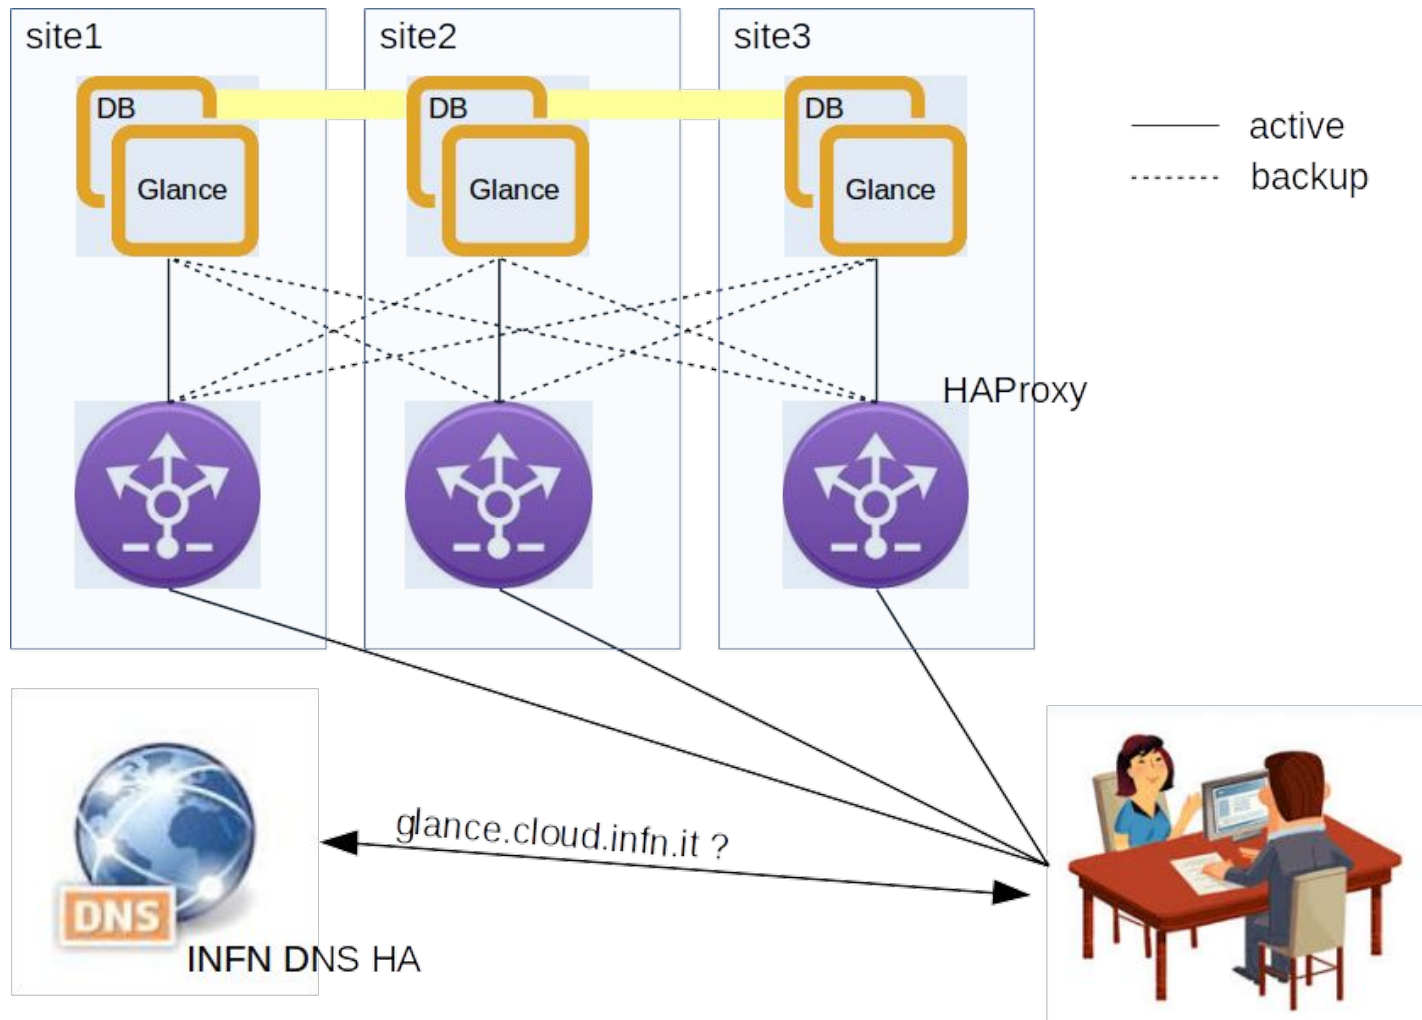 site1
site2
site3
DB
DB
DB
Glance
Glance
Glance
active
backup
HAProxy
glance.cloud.infn.it ?
DNS
INFN DNS HA